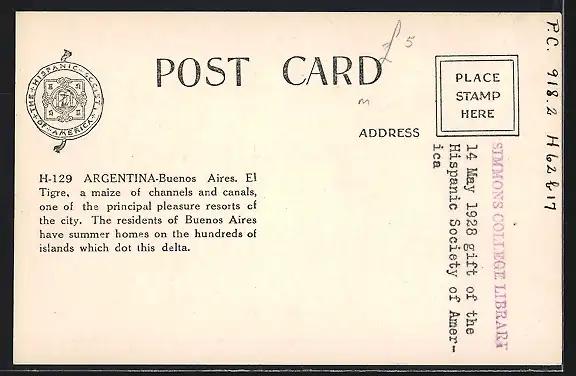 THE HISPANIC SOCIETY
OF AMERICA
POST CARD
5
m
PLACE
STAMP
HERE
ADDRESS
H-129 ARGENTINA-Buenos Aires. El
Tigre, a maize of channels and canals,
one of the principal pleasure resorts of
the city. The residents of Buenos Aires
have summer homes on the hundreds of
islands which dot this delta.
P.C. 918.2 H62
SIMMONS COLLEGE LIBRARY
14 May 1928 gift of the
Hispanic Society of Amer-
ica